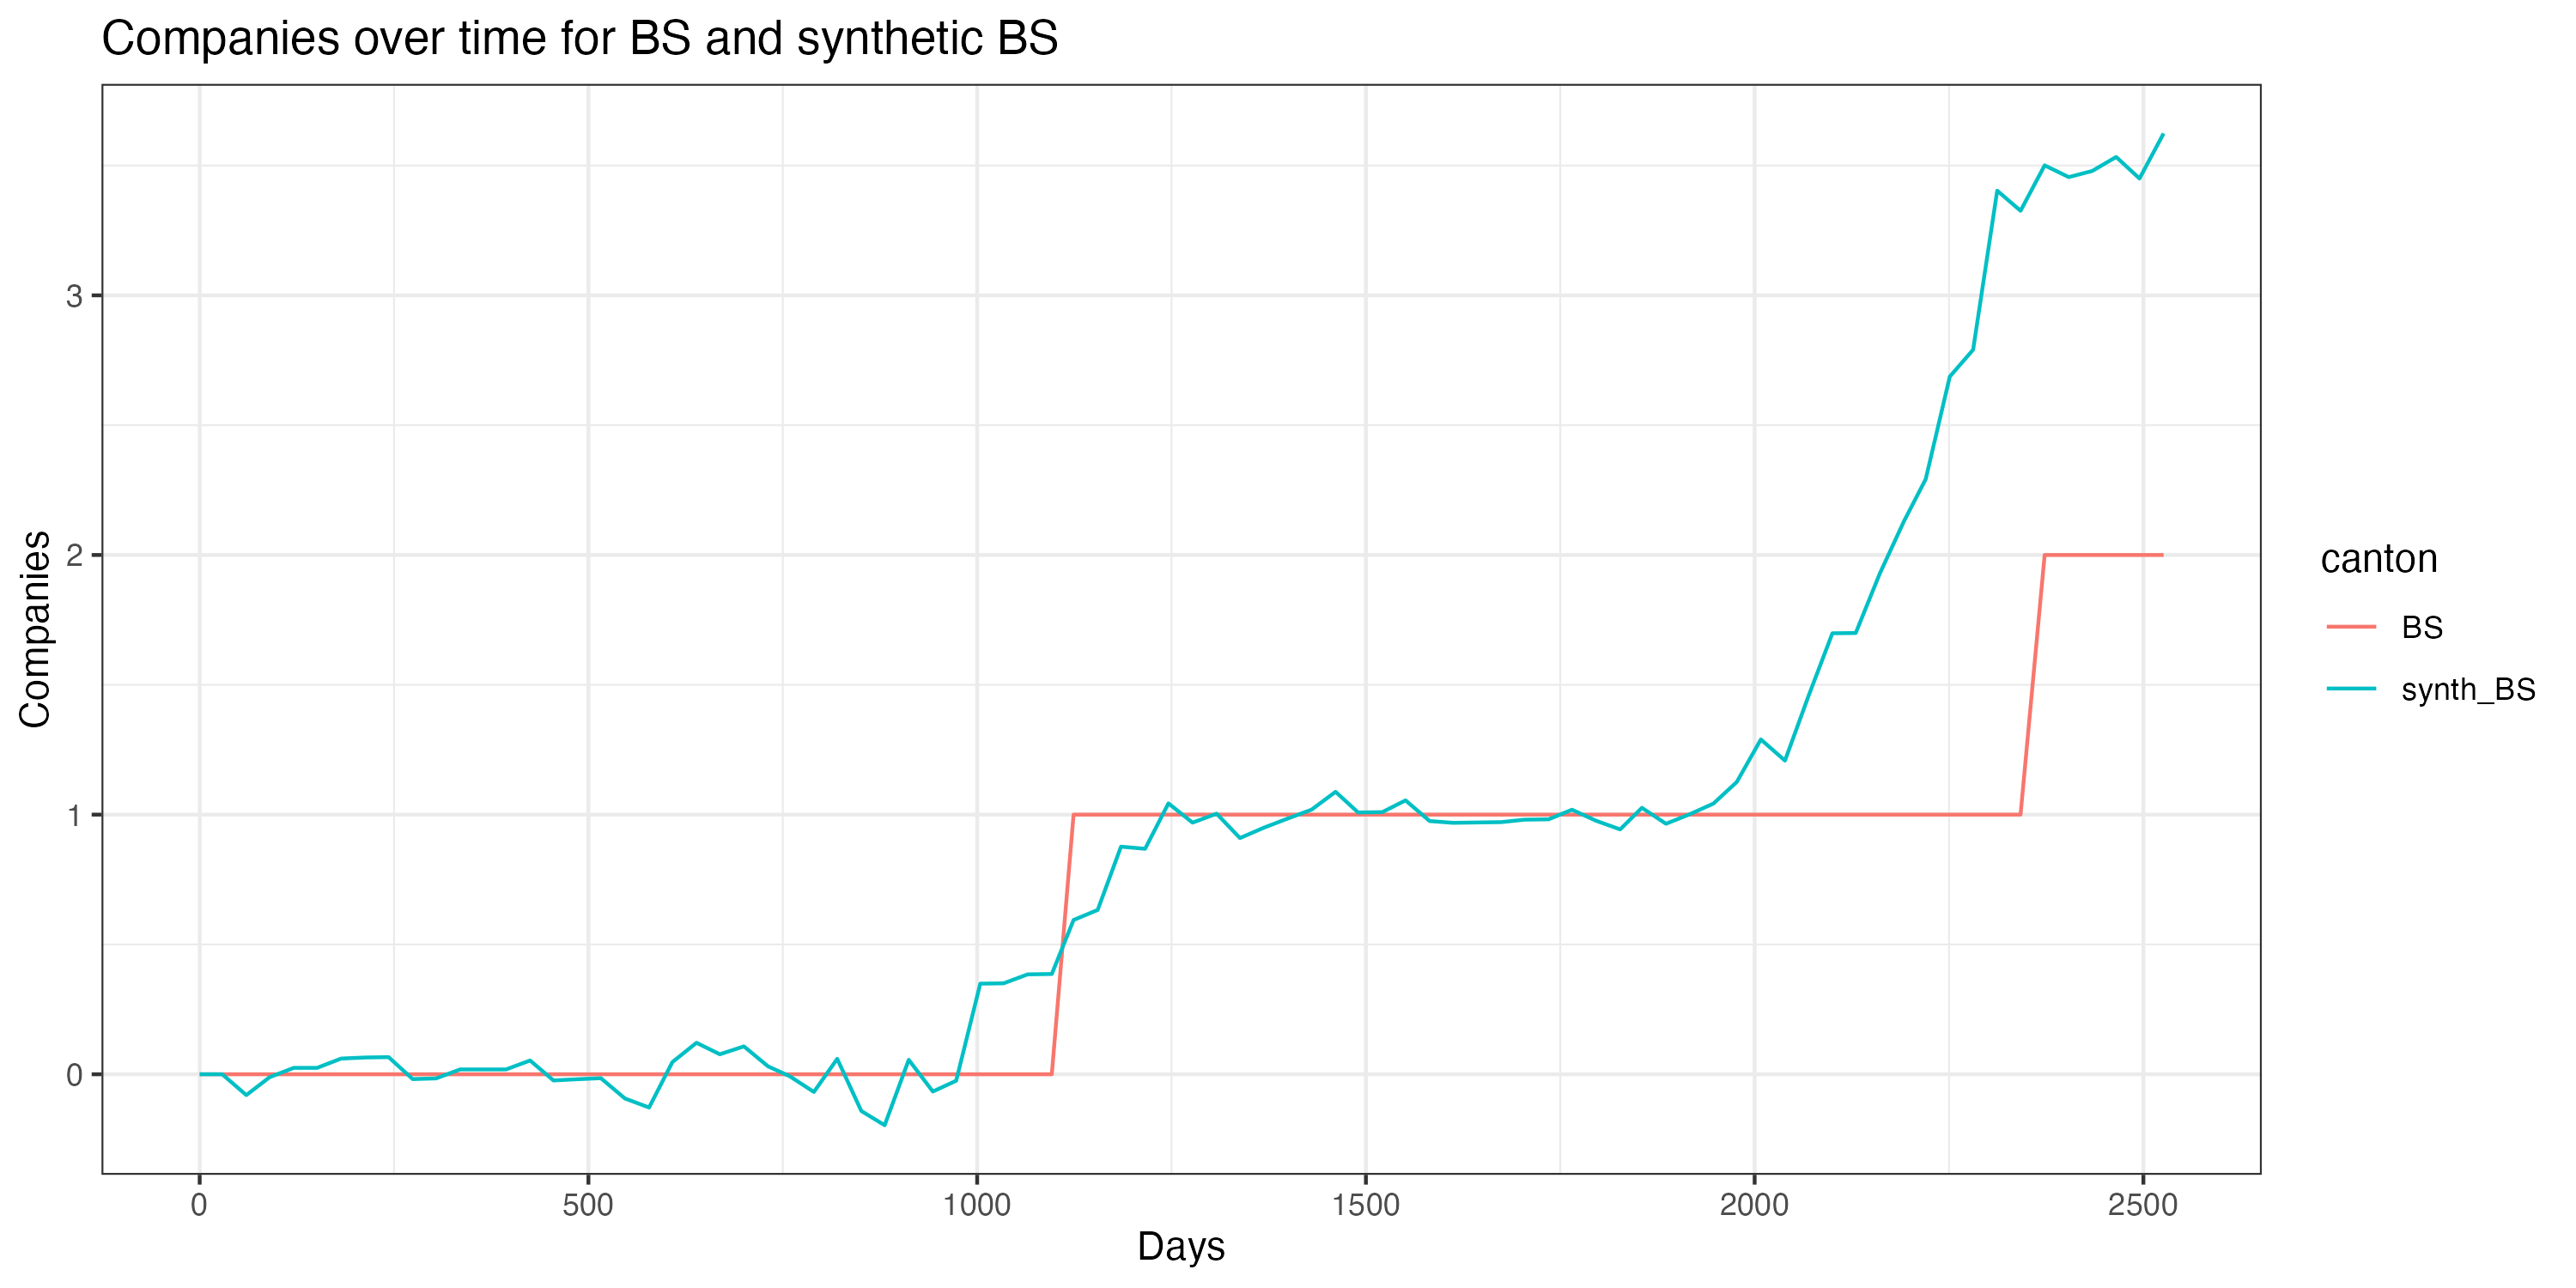 Companies over time for BS and synthetic BS
Companies
3
2
1
0
0
500
1000
1500
2000
2500
Days
canton
BS
synth_BS